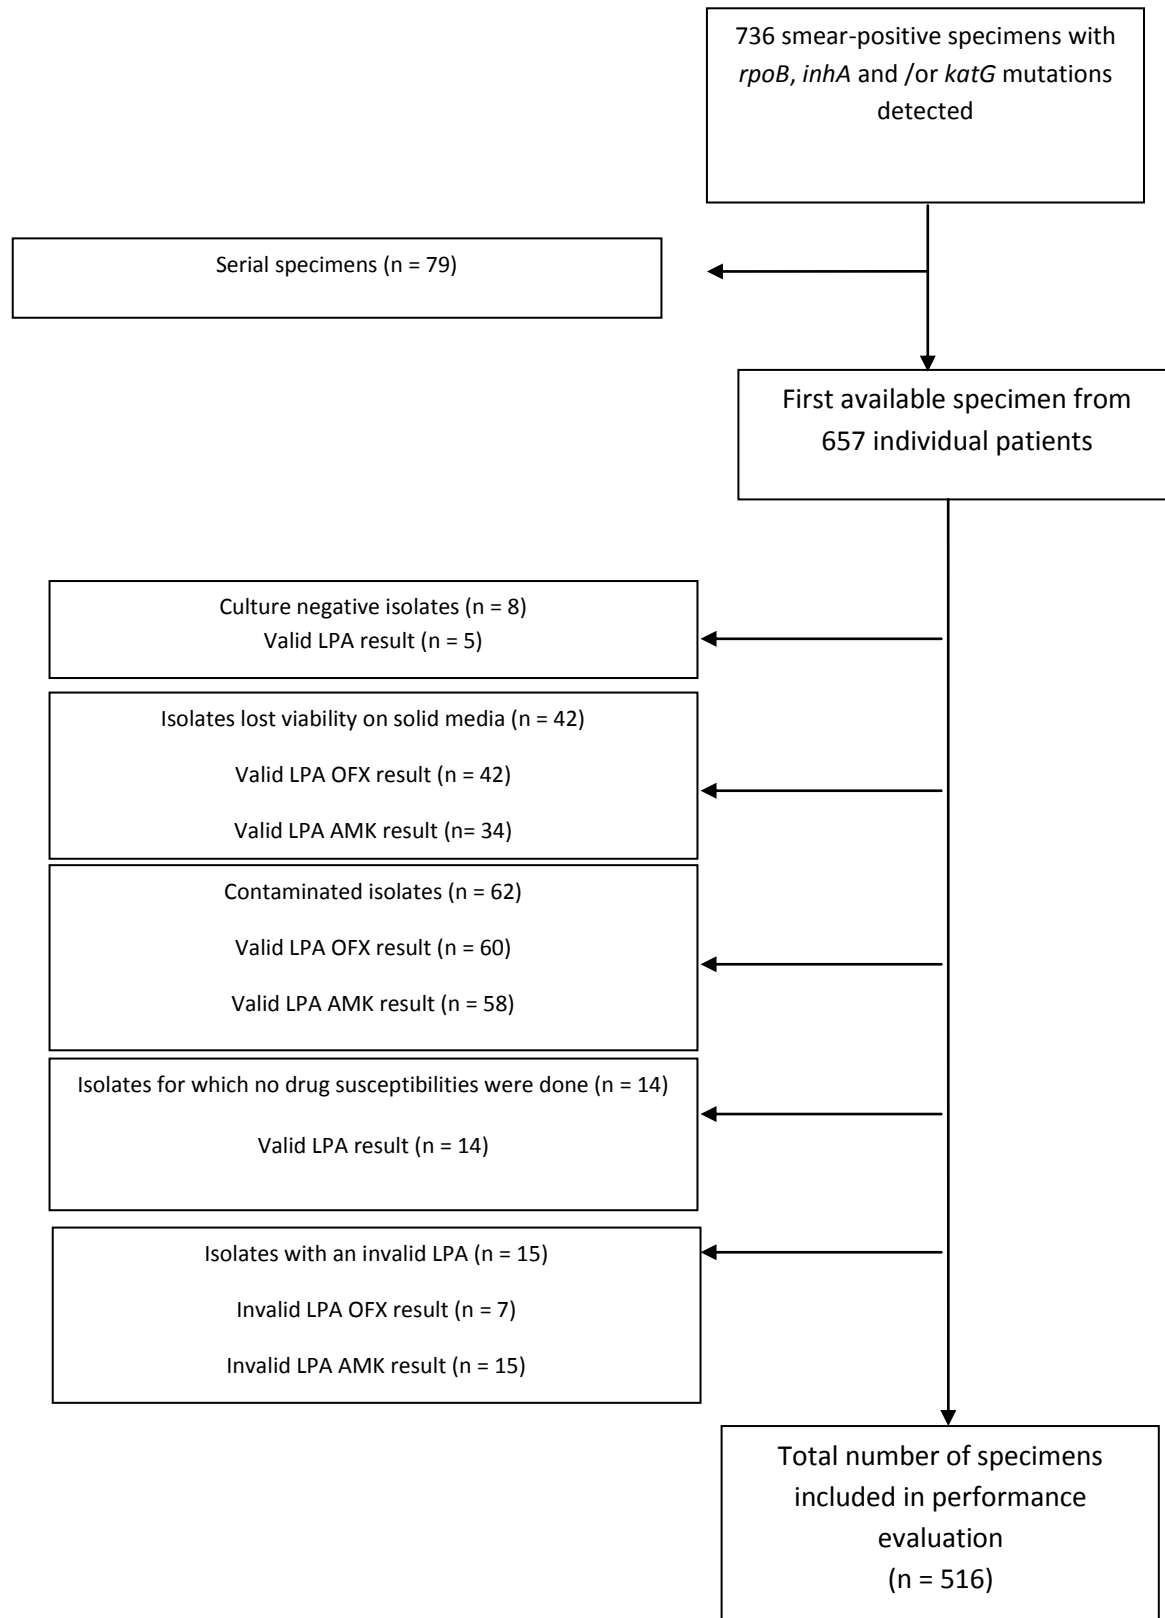 736 smear-positive specimens with
rpoB, inhA and /or katG mutations
detected
Serial specimens (n = 79)
First available specimen from
657 individual patients
Culture negative isolates (n = 8)
Valid LPA result (n = 5)
Isolates lost viability on solid media (n = 42)
Valid LPA OFX result (n = 42)
Valid LPA AMK result (n= 34)
Contaminated isolates (n = 62)
Valid LPA OFX result (n = 60)
Valid LPA AMK result (n = 58)
Isolates for which no drug susceptibilities were done (n = 14)
Valid LPA result (n = 14)
Isolates with an invalid LPA (n = 15)
Invalid LPA OFX result (n = 7)
Invalid LPA AMK result (n = 15)
Total number of specimens
included in performance
evaluation
(n = 516)